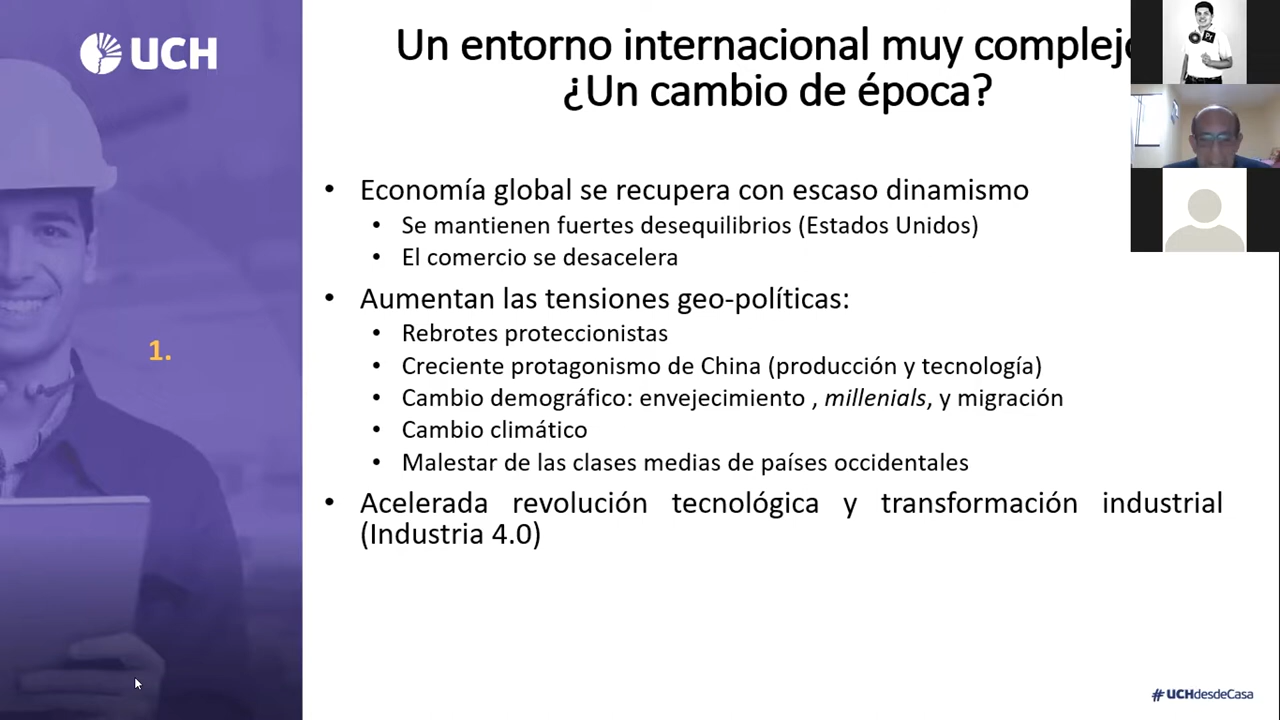 UCH
Un entorno internacional muy complejo
¿Un cambio de época?
• Economía global se recupera con escaso dinamismo
• Se mantienen fuertes desequilibrios (Estados Unidos)
• El comercio se desacelera
• Aumentan las tensiones geo-políticas:
• Rebrotes proteccionistas
1.
• Creciente protagonismo de China (producción y tecnología)
• Cambio demográfico: envejecimiento , millenials, y migración
• Cambio climático
• Malestar de las clases medias de países occidentales
• Acelerada revolución tecnológica y transformación industrial
(Industria 4.0)
#UCHdesdeCasa
Pr